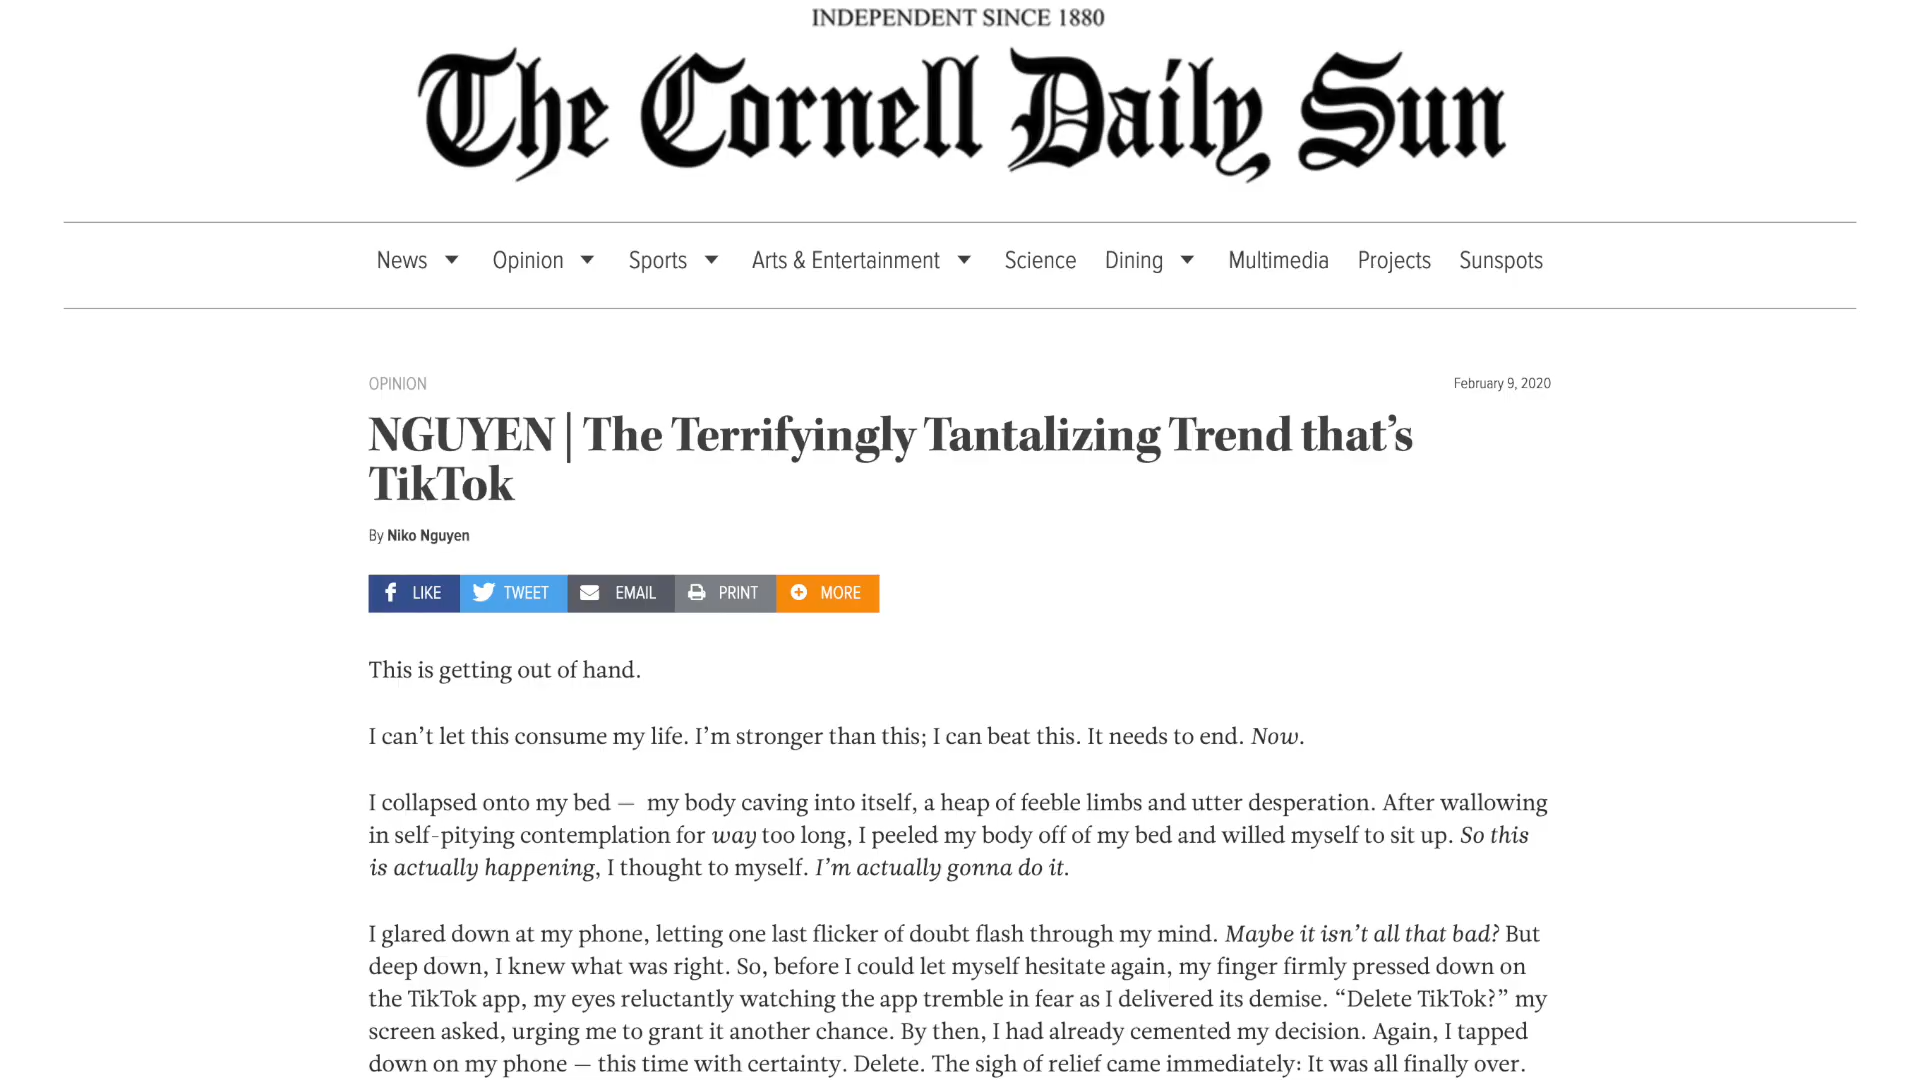 INDEPENDENT SINCE 1880
The Cornell Daily Sun
News Opinion Sports Arts & Entertainment Science Dining Multimedia Projects Sunspots
OPINION February 9, 2020
NGUYEN | The Terrifyingly Tantalizing Trend that’s
TikTok
By Niko Nguyen
LIKE TWEET EMAIL PRINT MORE
This is getting out of hand.
I can’t let this consume my life. I’m stronger than this; I can beat this. It needs to end. Now.
I collapsed onto my bed — my body caving into itself, a heap of feeble limbs and utter desperation. After wallowing
in self-pitying contemplation for way too long, I peeled my body off of my bed and willed myself to sit up. So this
is actually happening, I thought to myself. I’m actually gonna do it.
I glared down at my phone, letting one last flicker of doubt flash through my mind. Maybe it isn’t all that bad? But
deep down, I knew what was right. So, before I could let myself hesitate again, my finger firmly pressed down on
the TikTok app, my eyes reluctantly watching the app tremble in fear as I delivered its demise. “Delete TikTok?” my
screen asked, urging me to grant it another chance. By then, I had already cemented my decision. Again, I tapped
down on my phone — this time with certainty. Delete. The sigh of relief came immediately: It was all finally over.